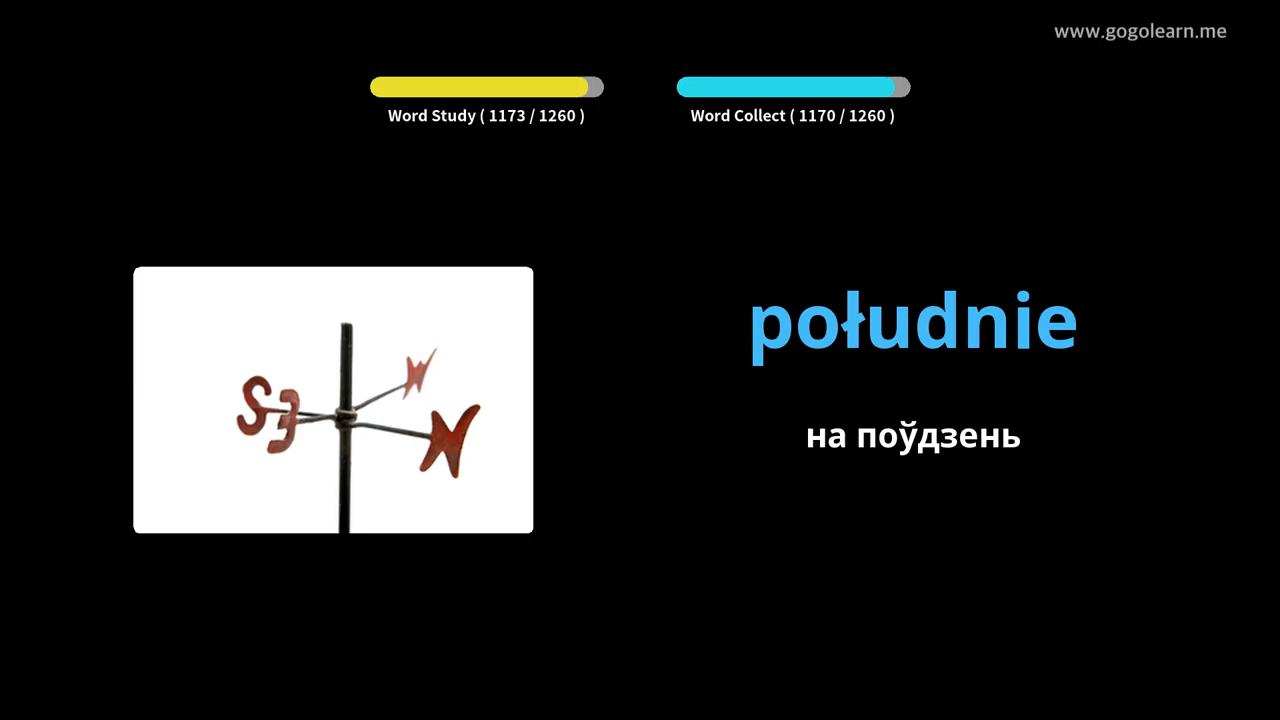 www.gogolearn.me
Word Study ( 1173 / 1260 )
Word Collect ( 1170 / 1260 )
S E N N
południe
на поўдзень